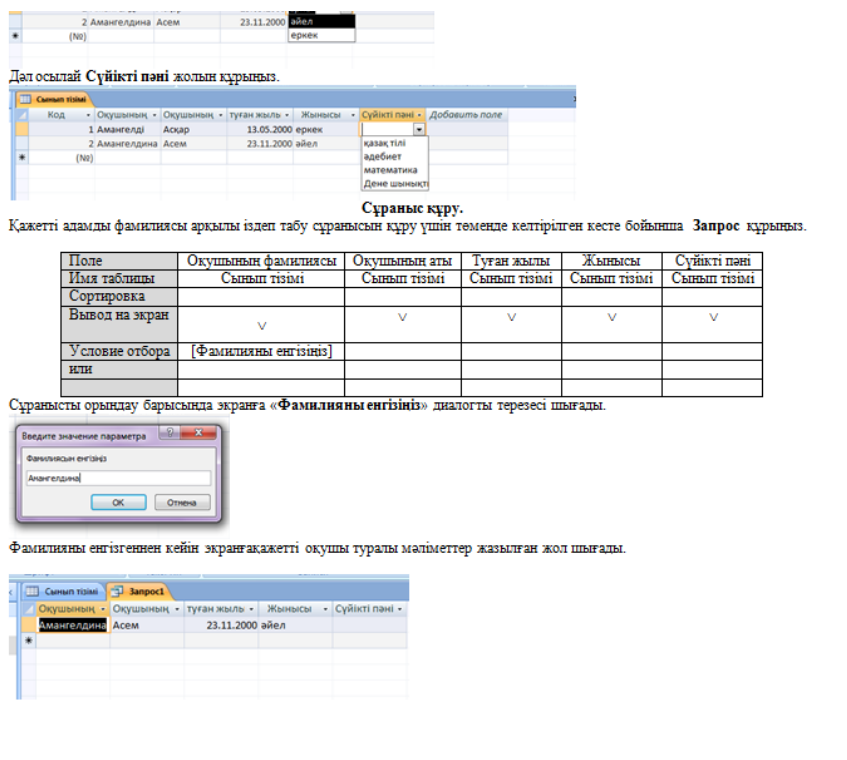 2 Амангелдина Асем 23.11.2000 әйел
(№) еркек
Дәл осылай Сүйікті пәні жолын құрыңыз.
Сынып тізімі
Код Оқушының Оқушының туған жылы Жынысы Сүйікті пәні Добавить поле
1 Амангелді Асқар 13.05.2000 еркек
2 Амангелдина Асем 23.11.2000 әйел қазақ тілі
(№) әдебиет
математика
Дене шынықт
Сұраныс құру.
Қажетті адамды фамилиясы арқылы іздеп табу сұранысын құру үшін төменде келтірілген кесте бойынша Запрос құрыңыз.
Поле Оқушының фамилиясы Оқушының аты Туған жылы Жынысы Сүйікті пәні
Имя таблицы Сынып тізімі Сынып тізімі Сынып тізімі Сынып тізімі Сынып тізімі
Сортировка
Вывод на экран V V V V V
Условие отбора [Фамилияны енгізіңіз]
или
Сұранысты орындау барысында экранға «Фамилияны енгізіңіз» диалогты терезесі шығады.
Введите значение параметра
Фамилиясын енгізіңіз
Амангелдина
ОК Отмена
Фамилияны енгізгеннен кейін экранғақажетті оқушы туралы мәліметтер жазылған жол шығады.
Сынып тізімі Запрос1
Оқушының Оқушының туған жылы Жынысы Сүйікті пәні
Амангелдина Асем 23.11.2000 әйел